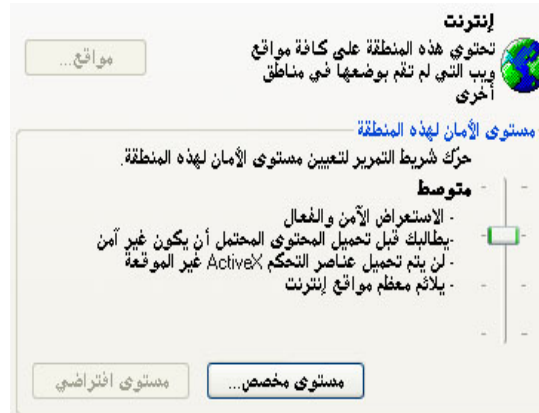 إنترنت
تحتوي هذه المنطقة على كافة مواقع
ويب التي لم تقم بوضعها في مناطق
أخرى
مواقع...
مستوى الأمان لهذه المنطقة
حرّك شريط التمرير لتعيين مستوى الأمان لهذه المنطقة.
متوسط
- الاستعراض الآمن والفعال
-يطالبك قبل تحميل المحتوى المحتمل أن يكون غير آمن
- لن يتم تحميل عناصر التحكم ActiveX غير الموقعة
- يلائم معظم مواقع إنترنت
مستوى مخصص...
مستوى افتراضي